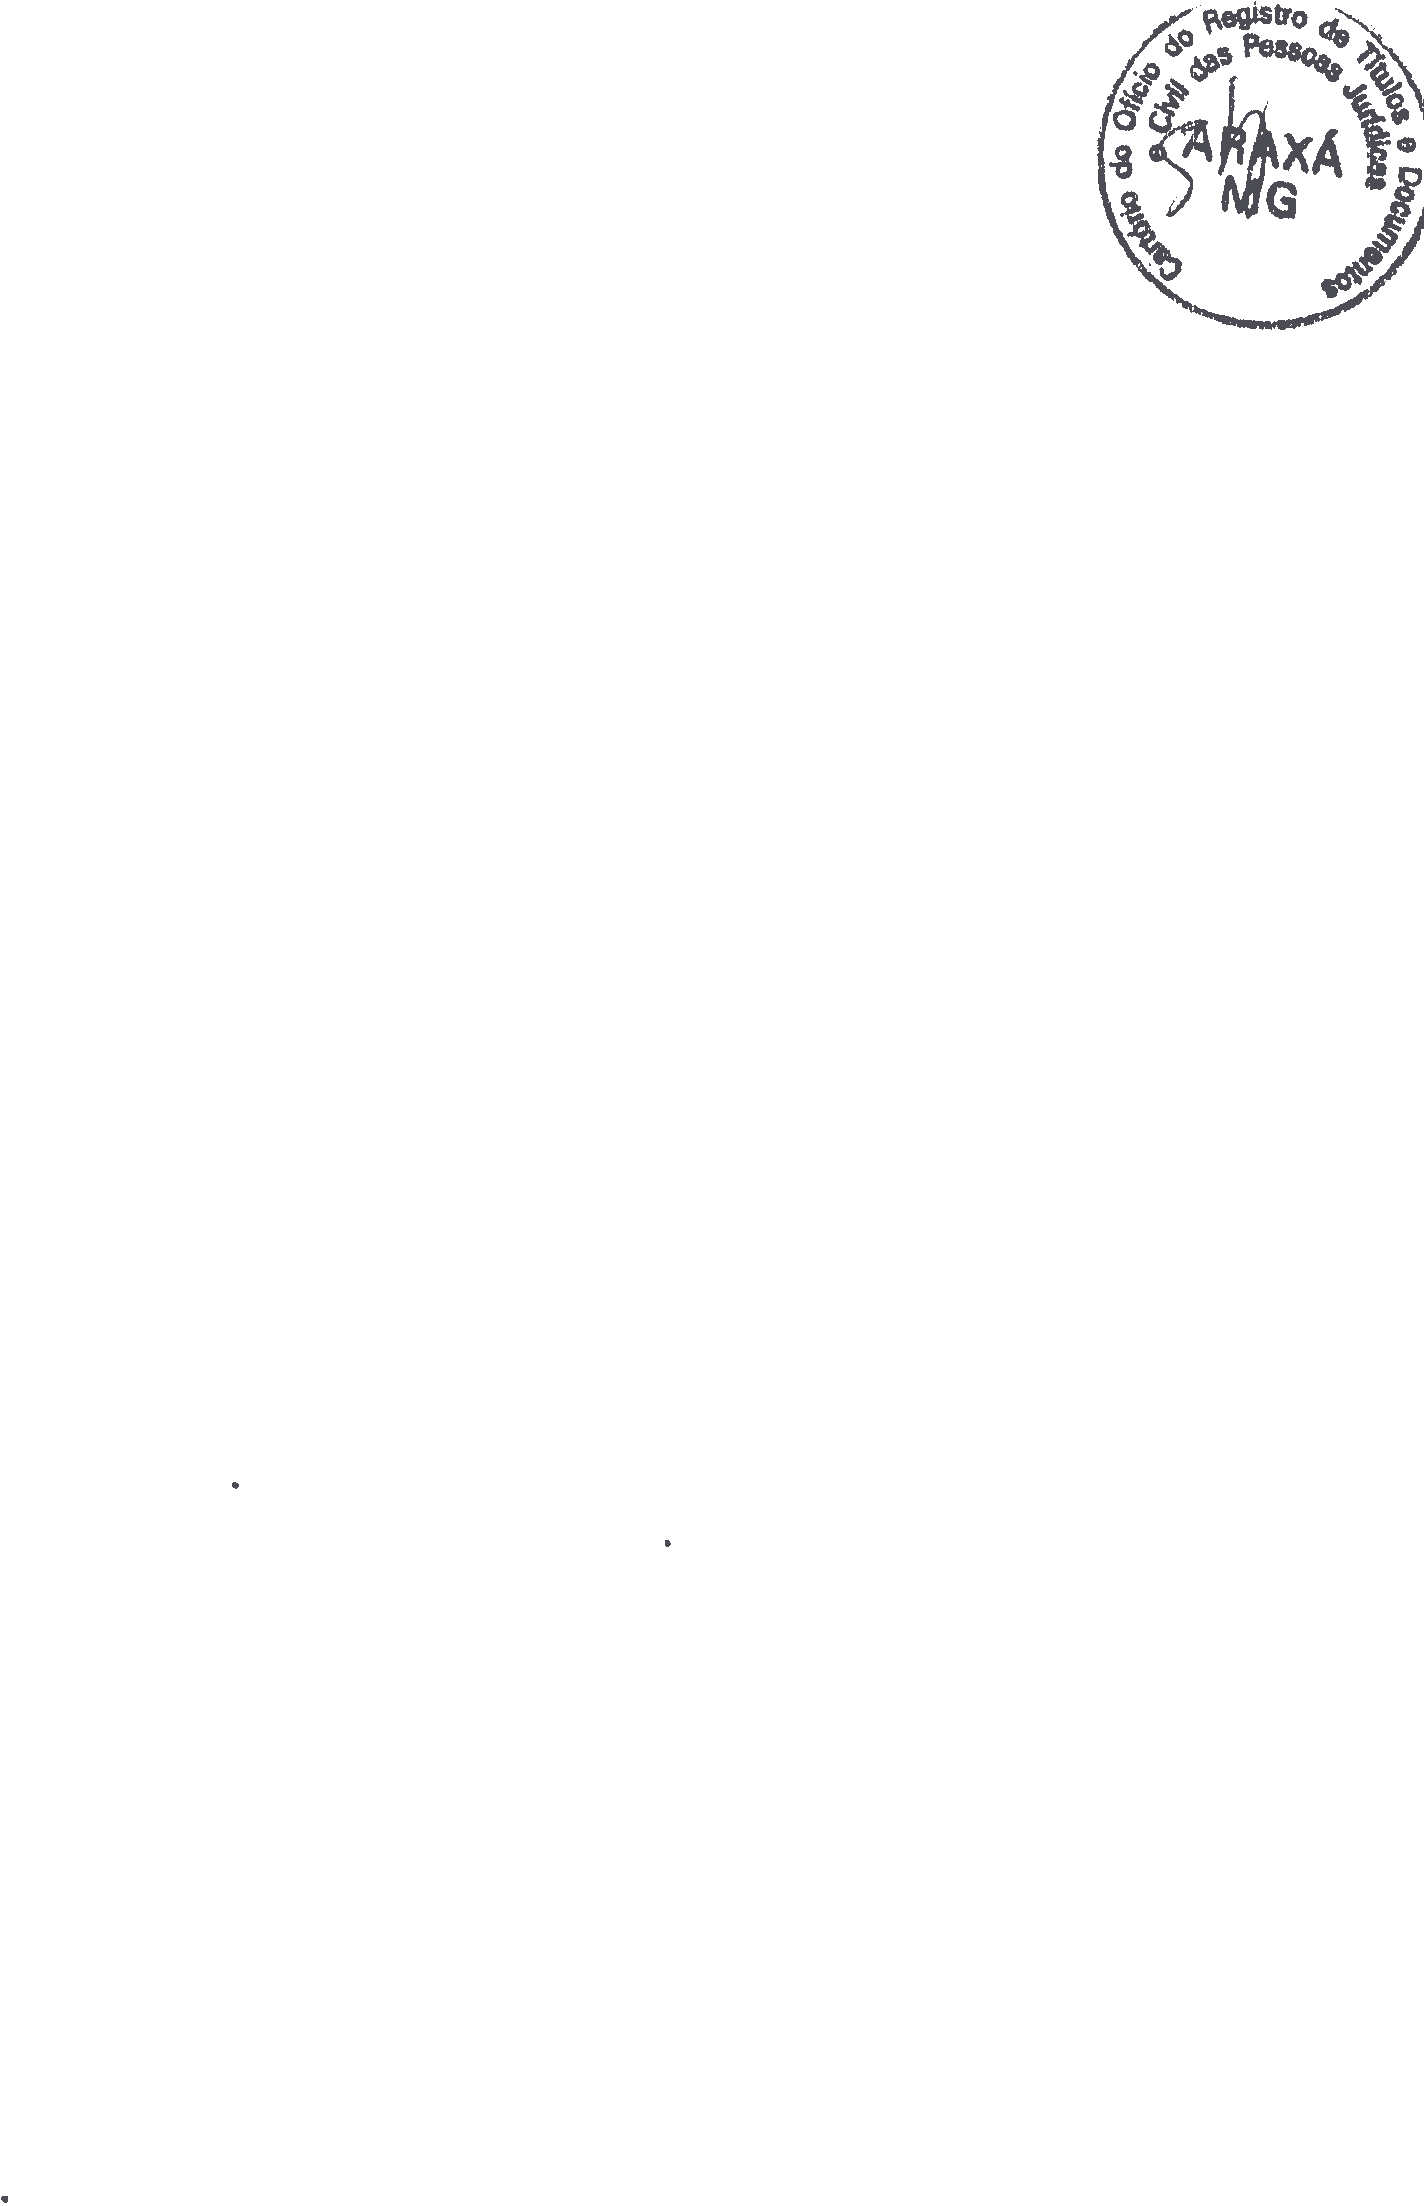 Cartório do Ofício do Registro de Títulos e Documentos
e Civil das Pessoas Jurídicas
ARAXÁ
MG